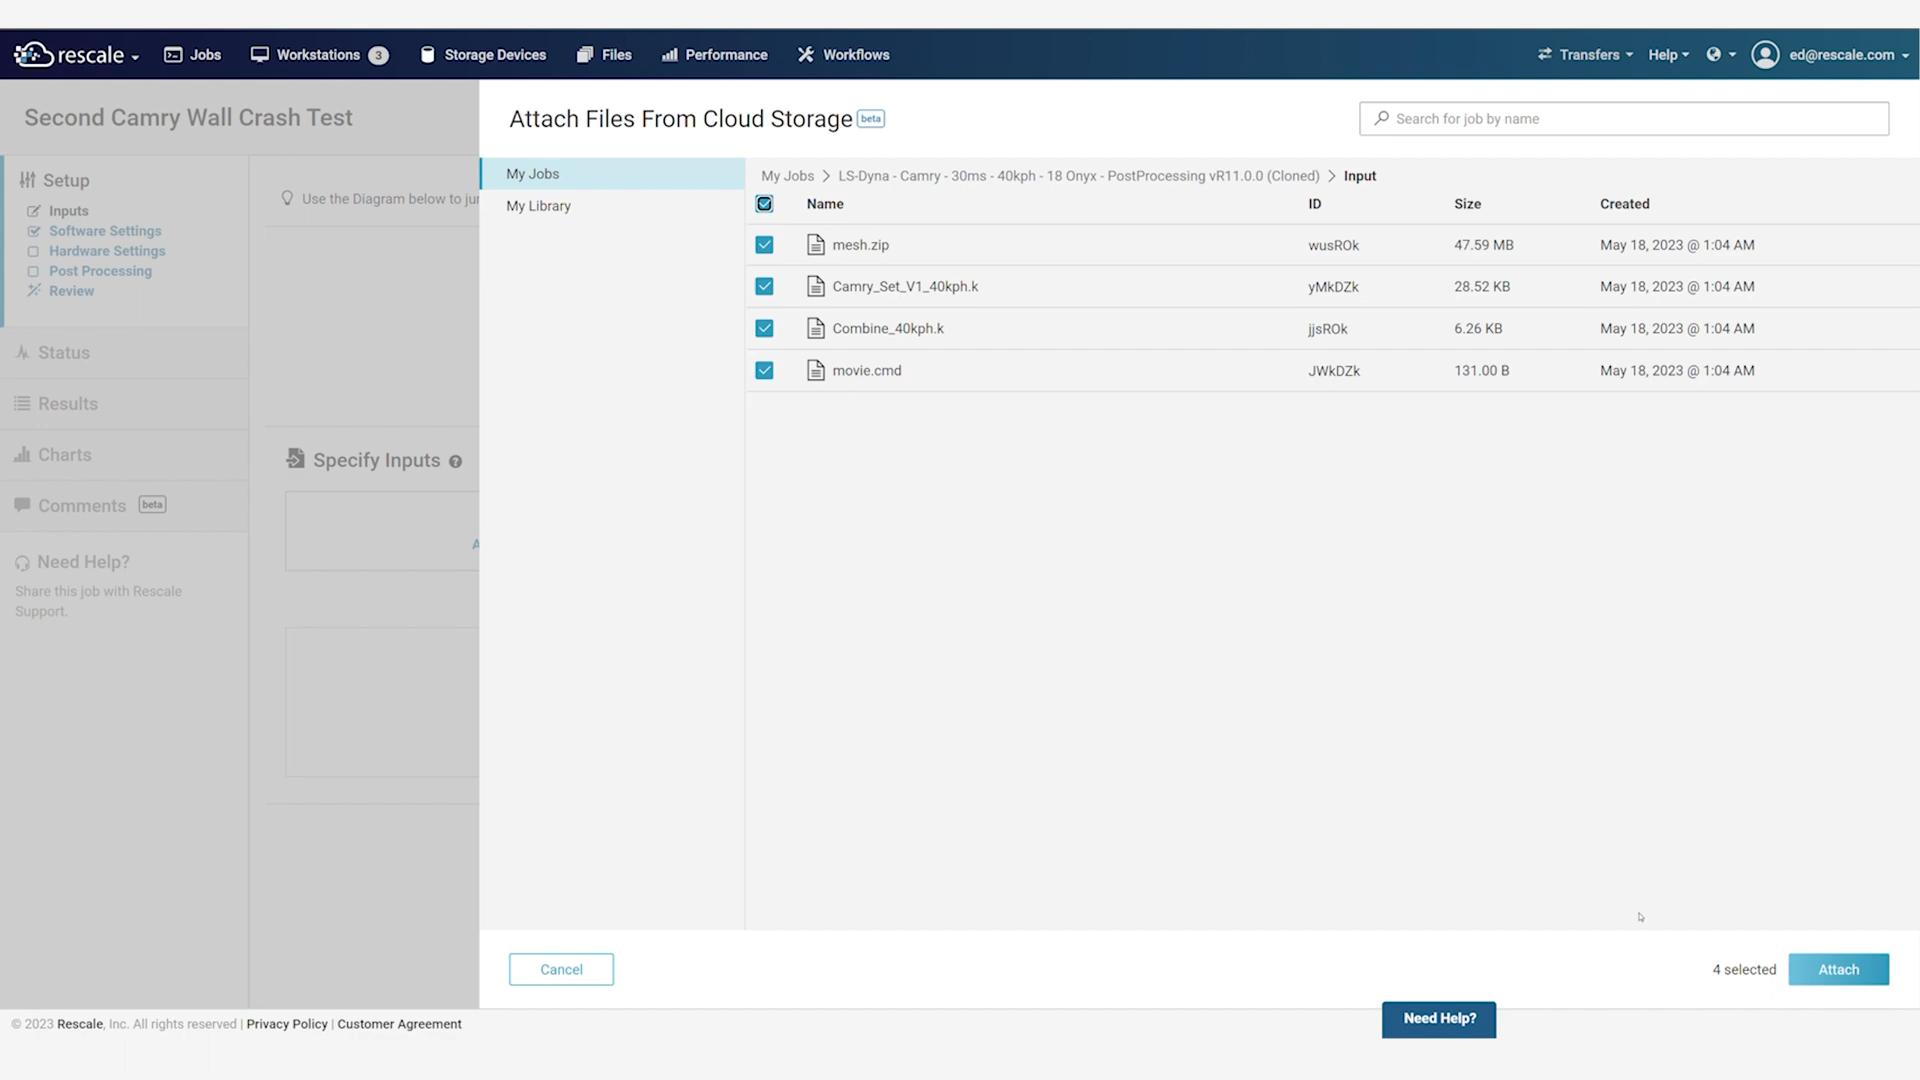 rescale Jobs Workstations 3 Storage Devices Files Performance Workflows Transfers Help ed@rescale.com
Second Camry Wall Crash Test
Setup
Inputs
Software Settings
Hardware Settings
Post Processing
Review
Status
Results
Charts
Comments beta
Need Help?
Share this job with Rescale
Support.
Use the Diagram below to ju
Specify Inputs ?
A
Attach Files From Cloud Storage beta
Search for job by name
My Jobs
My Library
My Jobs > LS-Dyna - Camry - 30ms - 40kph - 18 Onyx - PostProcessing vR11.0.0 (Cloned) > Input
Name ID Size Created
mesh.zip wusROk 47.59 MB May 18, 2023 @ 1:04 AM
Camry_Set_V1_40kph.k yMkDZk 28.52 KB May 18, 2023 @ 1:04 AM
Combine_40kph.k jjsROk 6.26 KB May 18, 2023 @ 1:04 AM
movie.cmd JWkDZk 131.00 B May 18, 2023 @ 1:04 AM
Cancel
4 selected Attach
© 2023 Rescale, Inc. All rights reserved | Privacy Policy | Customer Agreement
Need Help?